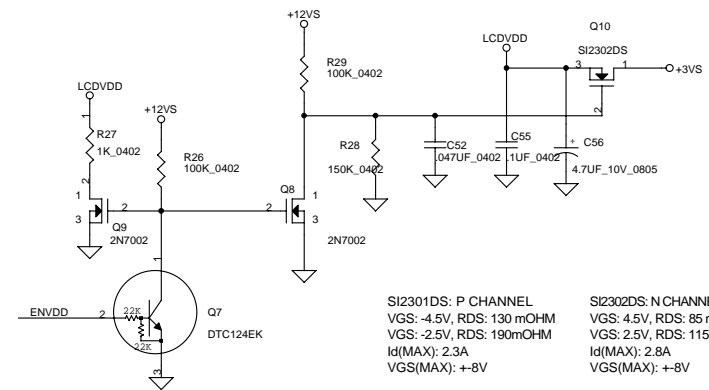 +12VS
Q10
LCDVDD
SI2302DS
R29
100K_0402
3
1
+3VS
2
LCDVDD
+12VS
1
R27
1K_0402
2
R26
100K_0402
R28
150K_0402
C52
.047UF_0402
C55
.1UF_0402
+
C56
4.7UF_10V_0805
Q8
1
3
2
Q9
2N7002
2
1
3
2N7002
1
ENVDD
2
22K
22K
Q7
DTC124EK
3
SI2301DS: P CHANNEL
VGS: -4.5V, RDS: 130 mOHM
VGS: -2.5V, RDS: 190mOHM
Id(MAX): 2.3A
VGS(MAX): +-8V
SI2302DS: N CHANNE
VGS: 4.5V, RDS: 85 m
VGS: 2.5V, RDS: 115
Id(MAX): 2.8A
VGS(MAX): +-8V